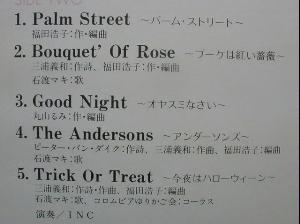 SIDE TWO
1. Palm Street ～パーム・ストリート～
福田浩子:作・編曲
2. Bouquet' Of Rose ～ブーケは紅い薔薇～
三浦義和:作詩、福田浩子:作・編曲
石渡マキ:歌
3. Good Night ～オヤスミなさい～
丸山るみ:作・編曲
4. The Andersons ～アンダーソンズ～
ピーター・バン・ダイク:作詩、三浦義和:作曲、福田浩子:編曲
石渡マキ:歌
5. Trick Or Treat ～今夜はハローウィーン～
三浦義和:作詩・作曲、福田浩子:編曲
石渡マキ:歌、コロムビアゆりかご会:コーラス
演奏／INC